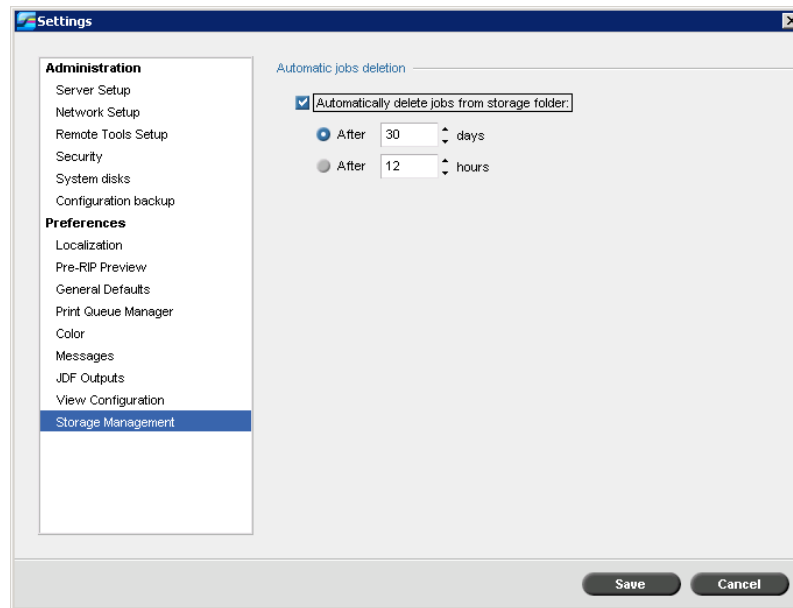 Settings
Administration
Server Setup
Network Setup
Remote Tools Setup
Security
System disks
Configuration backup
Preferences
Localization
Pre-RIP Preview
General Defaults
Print Queue Manager
Color
Messages
JDF Outputs
View Configuration
Storage Management
Automatic jobs deletion
Automatically delete jobs from storage folder:
After 30 days
After 12 hours
Save Cancel